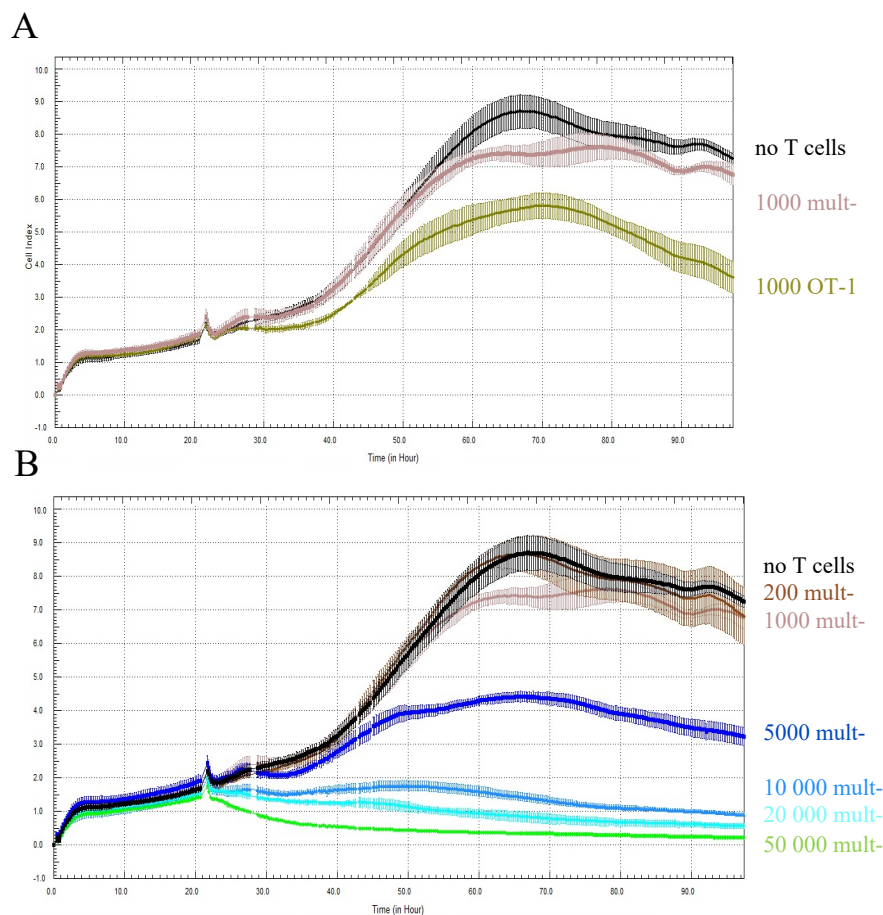 A
10.0
9.0
8.0
7.0
6.0
5.0
4.0
3.0
2.0
1.0
0.0
-1.0
Cell Index
0.0 10.0 20.0 30.0 40.0 50.0 60.0 70.0 80.0 90.0
Time (in Hour)
no T cells
1000 mult-
1000 OT-1
B
10.0
9.0
8.0
7.0
6.0
5.0
4.0
3.0
2.0
1.0
0.0
-1.0
0.0 10.0 20.0 30.0 40.0 50.0 60.0 70.0 80.0 90.0
Time (in Hour)
no T cells
200 mult-
1000 mult-
5000 mult-
10 000 mult-
20 000 mult-
50 000 mult-